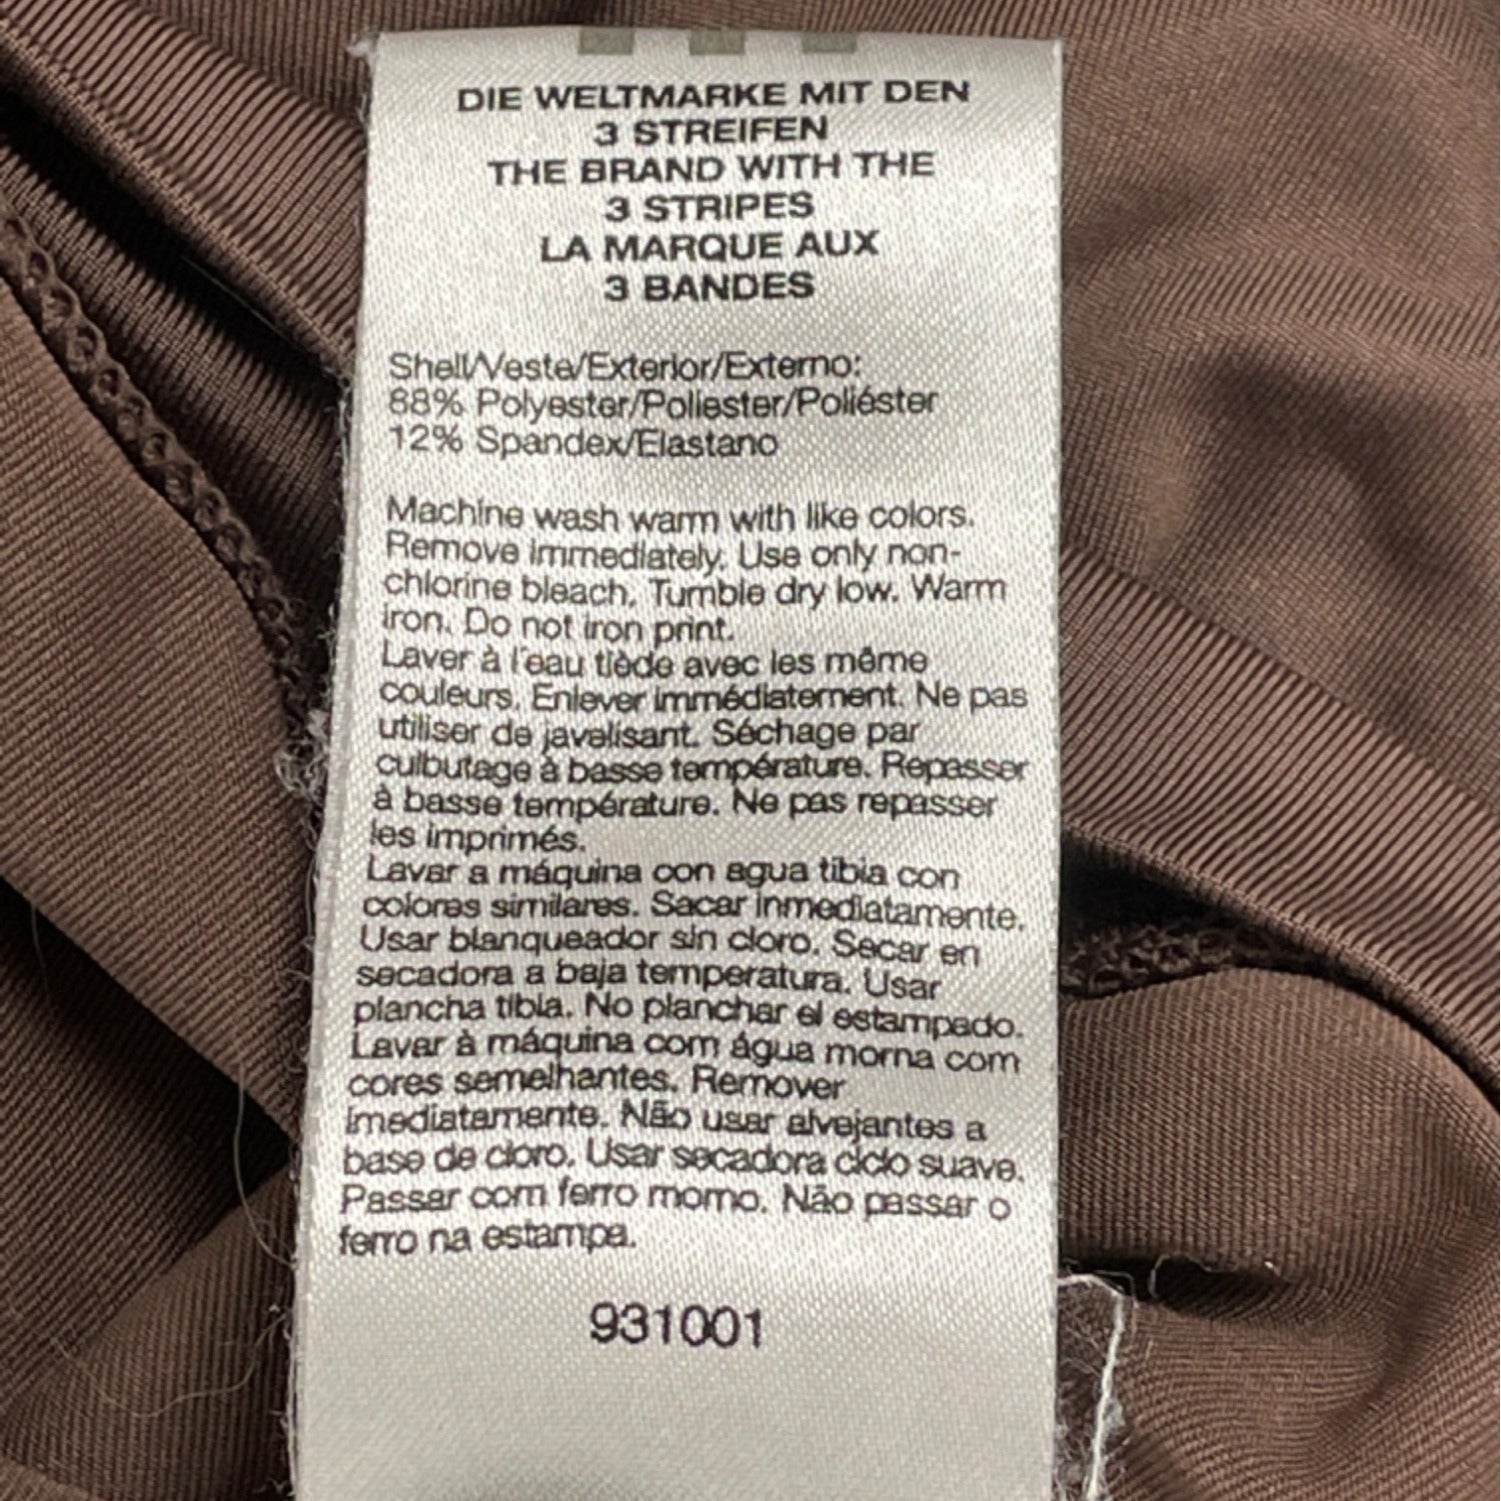 DIE WELTMARKE MIT DEN
3 STREIFEN
THE BRAND WITH THE
3 STRIPES
LA MARQUE AUX
3 BANDES
Shell/Veste/Exterior/Externo:
88% Polyester/Poliester/Poliéster
12% Spandex/Elastano
Machine wash warm with like colors.
Remove immediately. Use only non-
chlorine bleach. Tumble dry low. Warm
iron. Do not iron print.
Laver à l'eau tiède avec les même
couleurs. Enlever immédiatement. Ne pas
utiliser de javelisant. Séchage par
culbutage à basse température. Repasser
à basse température. Ne pas repasser
les imprimés.
Lavar a máquina con agua tibia con
colores similares. Sacar inmediatamente.
Usar blanqueador sin cloro. Secar en
secadora a baja temperatura. Usar
plancha tibia. No planchar el estampado.
Lavar à máquina com água morna com
cores semelhantes. Remover
imediatamente. Não usar alvejantes a
base de cloro. Usar secadora ciclo suave.
Passar com ferro morno. Não passar o
ferro na estampa.
931001